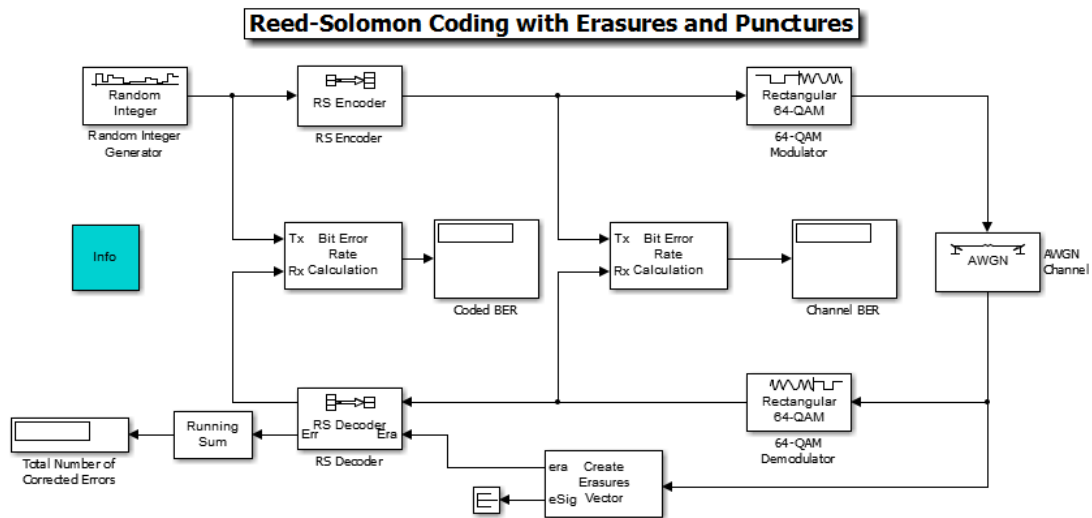 Reed-Solomon Coding with Erasures and Punctures
Random
Integer
Random Integer
Generator
RS Encoder
RS Encoder
Rectangular
64-QAM
64-QAM
Modulator
Info
Tx
Rx
Bit Error
Rate
Calculation
Coded BER
Tx
Rx
Bit Error
Rate
Calculation
Channel BER
AWGN
AWGN
Channel
Total Number of
Corrected Errors
Running
Sum
RS Decoder
Err
Era
RS Decoder
Rectangular
64-QAM
64-QAM
Demodulator
era
eSig
Create
Erasures
Vector